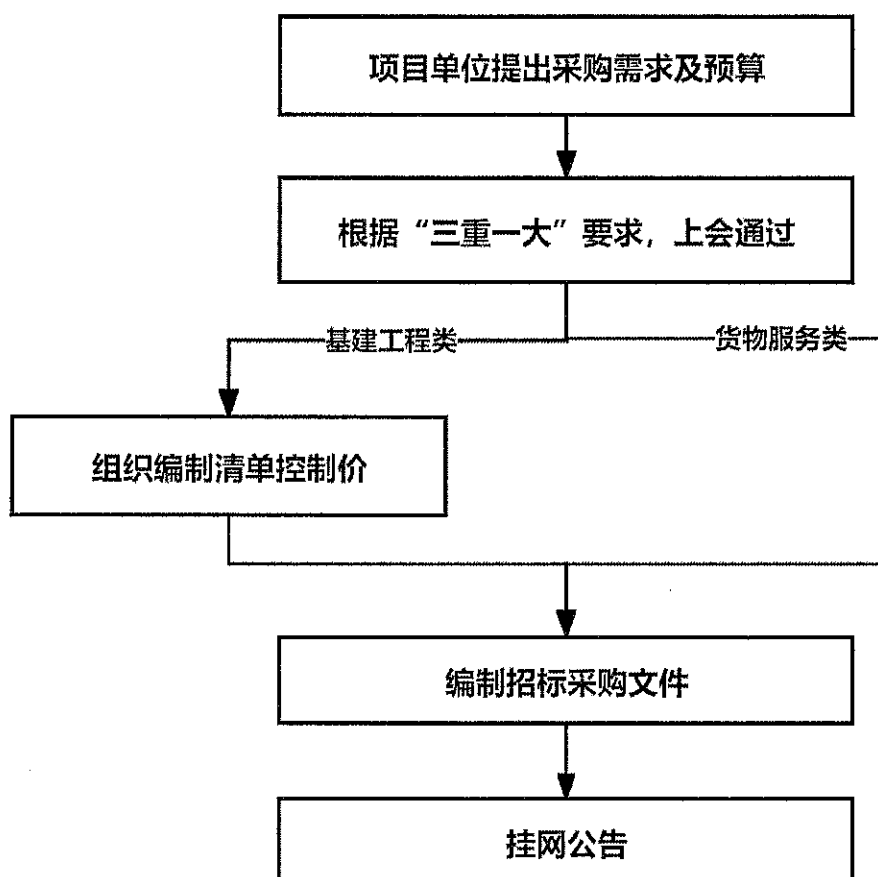 项目单位提出采购需求及预算
根据“三重一大”要求，上会通过
基建工程类
货物服务类
组织编制清单控制价
编制招标采购文件
挂网公告